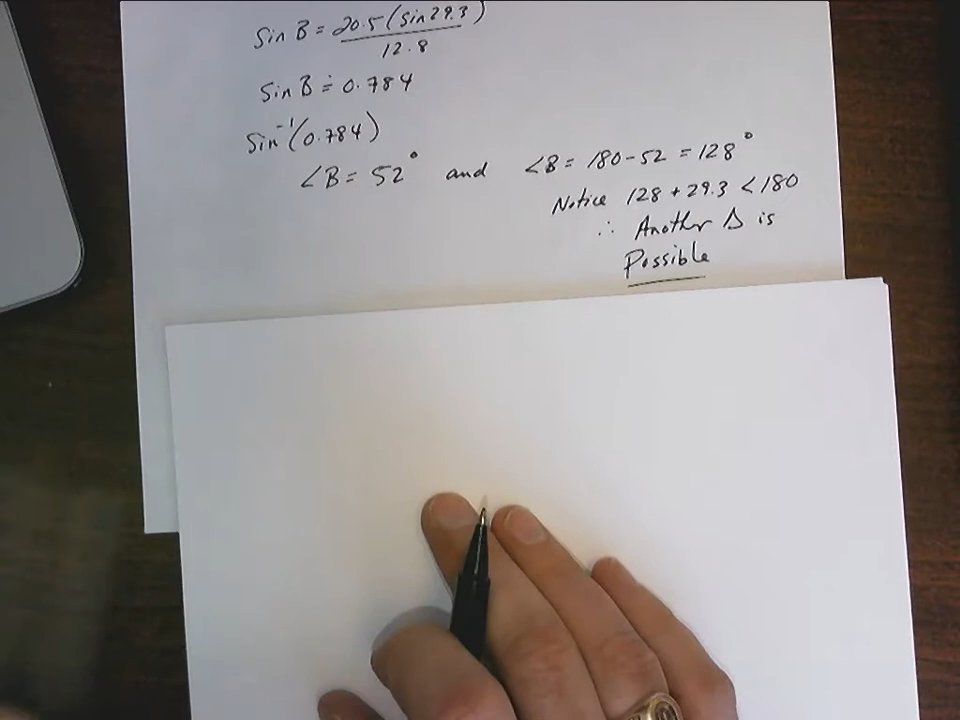 Sin B = 20.5(sin 29.3)
12.8
Sin B ≐ 0.784
Sin⁻¹(0.784)
∠B = 52° and ∠B = 180-52 = 128°
Notice 128 + 29.3 < 180
∴ Another Δ is
Possible